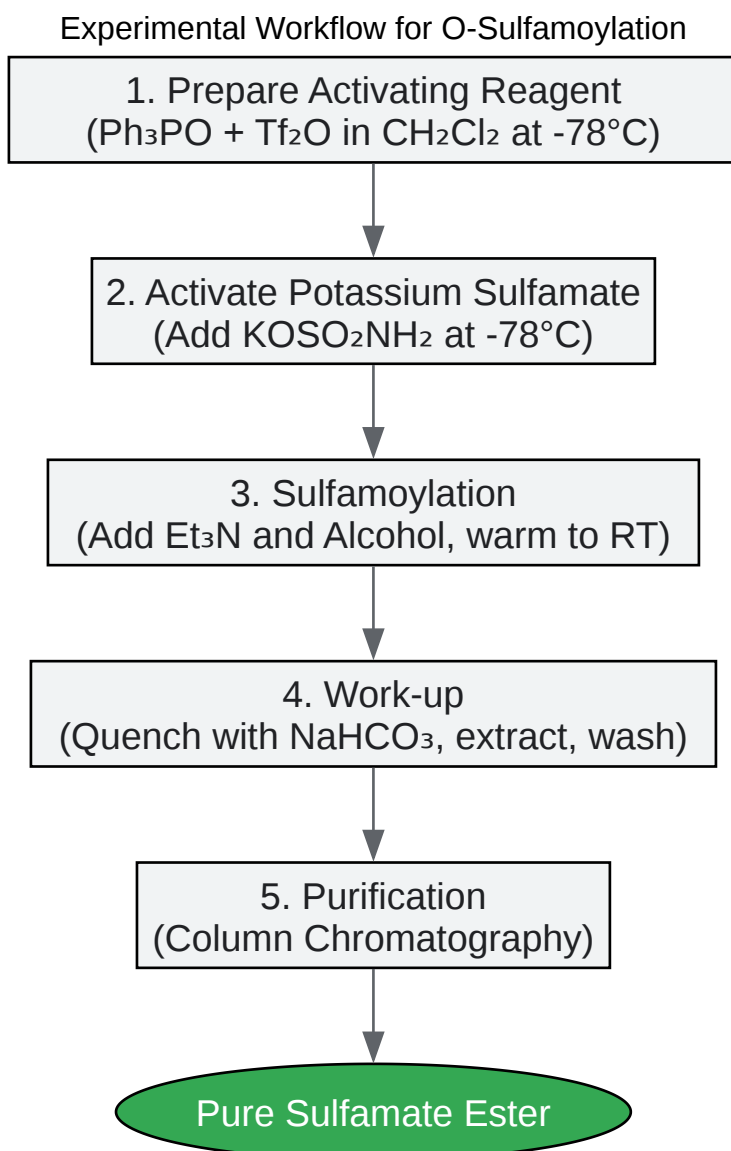 Experimental Workflow for O-Sulfamoylation
1. Prepare Activating Reagent
(Ph₃PO + Tf₂O in CH₂Cl₂ at -78°C)
2. Activate Potassium Sulfamate
(Add KOSO₂NH₂ at -78°C)
3. Sulfamoylation
(Add Et₃N and Alcohol, warm to RT)
4. Work-up
(Quench with NaHCO₃, extract, wash)
5. Purification
(Column Chromatography)
Pure Sulfamate Ester